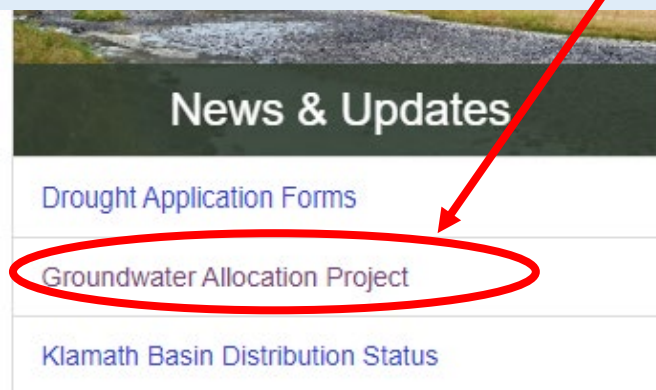 News & Updates
Drought Application Forms
Groundwater Allocation Project
Klamath Basin Distribution Status